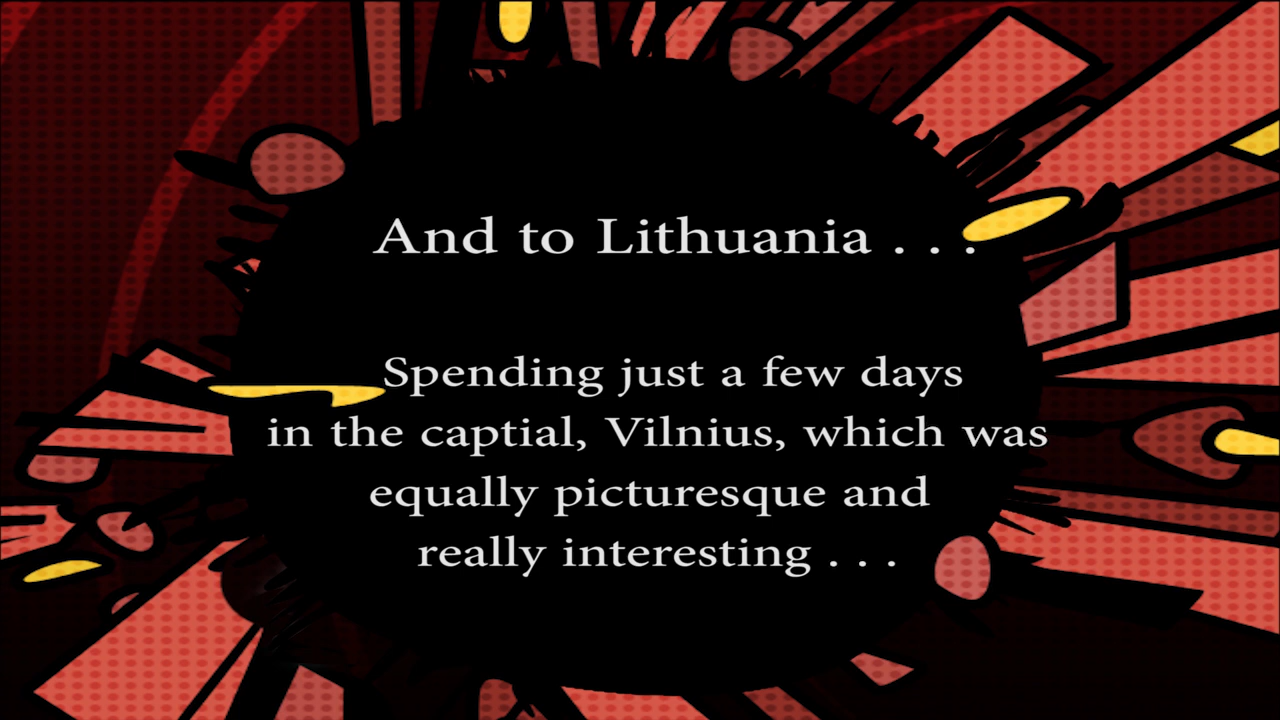 And to Lithuania . . .
Spending just a few days
in the captial, Vilnius, which was
equally picturesque and
really interesting . . .